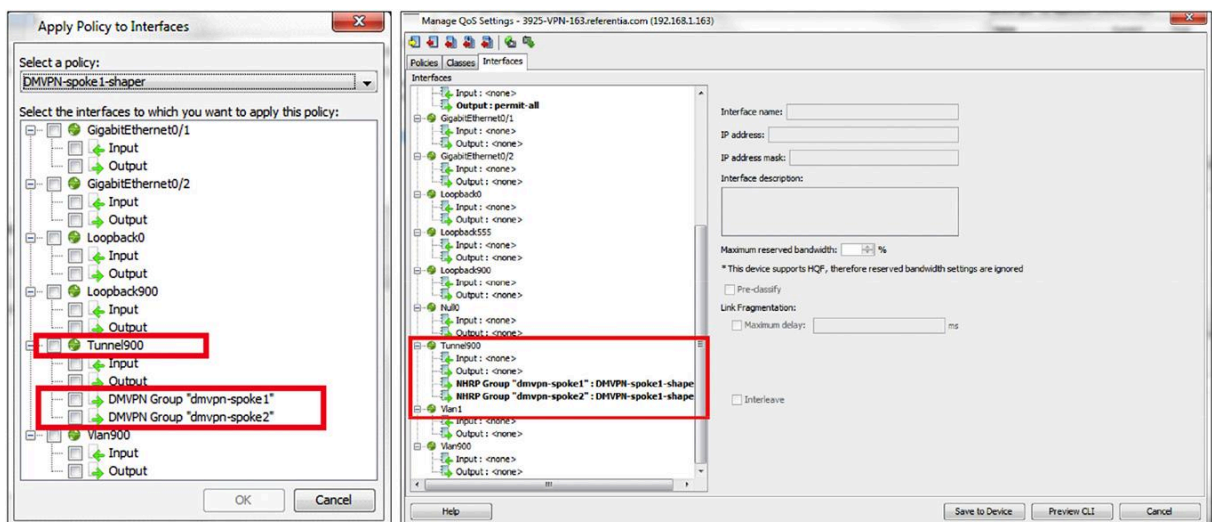 Apply Policy to Interfaces
Select a policy:
DMVPN-spoke1-shaper
Select the interfaces to which you want to apply this policy:
GigabitEthernet0/1
Input
Output
GigabitEthernet0/2
Input
Output
Loopback0
Input
Output
Loopback900
Input
Output
Tunnel900
Input
Output
DMVPN Group "dmvpn-spoke1"
DMVPN Group "dmvpn-spoke2"
Vlan900
Input
Output
OK Cancel
Manage QoS Settings - 3925-VPN-163.referentia.com (192.168.1.163)
Policies Classes Interfaces
Interfaces
Input : <none>
Output : permit-all
GigabitEthernet0/1
Input : <none>
Output : <none>
GigabitEthernet0/2
Input : <none>
Output : <none>
Loopback0
Input : <none>
Output : <none>
Loopback555
Input : <none>
Output : <none>
Loopback900
Input : <none>
Output : <none>
Null0
Input : <none>
Output : <none>
Tunnel900
Input : <none>
Output : <none>
NHRP Group "dmvpn-spoke1" : DMVPN-spoke1-shape
NHRP Group "dmvpn-spoke2" : DMVPN-spoke1-shape
Vlan1
Input : <none>
Output : <none>
Vlan900
Input : <none>
Output : <none>
Interface name:
IP address:
IP address mask:
Interface description:
Maximum reserved bandwidth: %
* This device supports HQF, therefore reserved bandwidth settings are ignored
Pre-classify
Link Fragmentation:
Maximum delay: ms
Interleave
Help Save to Device Preview CLI Cancel